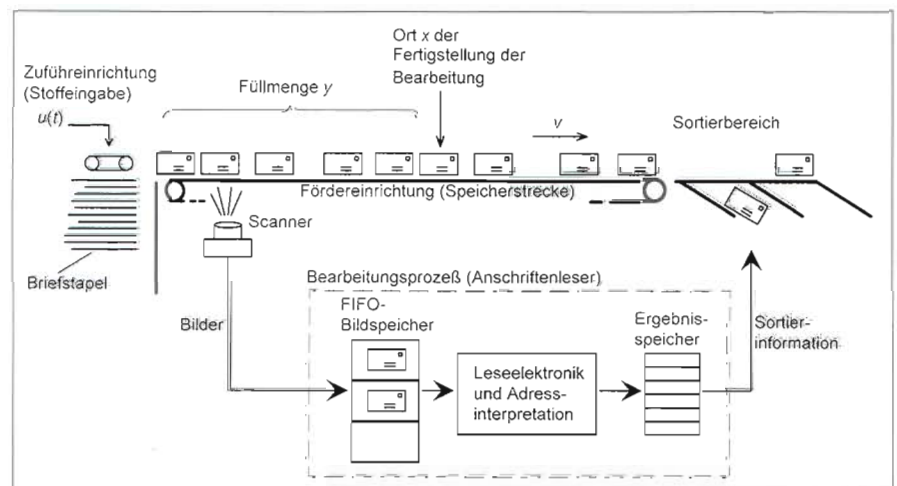 Ort x der
Fertigstellung der
Bearbeitung
Zuführeinrichtung
(Stoffeingabe)
u(t)
Füllmenge y
v
Sortierbereich
Fördereinrichtung (Speicherstrecke)
Scanner
Briefstapel
Bearbeitungsprozeß (Anschriftenleser)
Bilder
FIFO-
Bildspeicher
Leseelektronik
und Adress-
interpretation
Ergebnis-
speicher
Sortier-
information